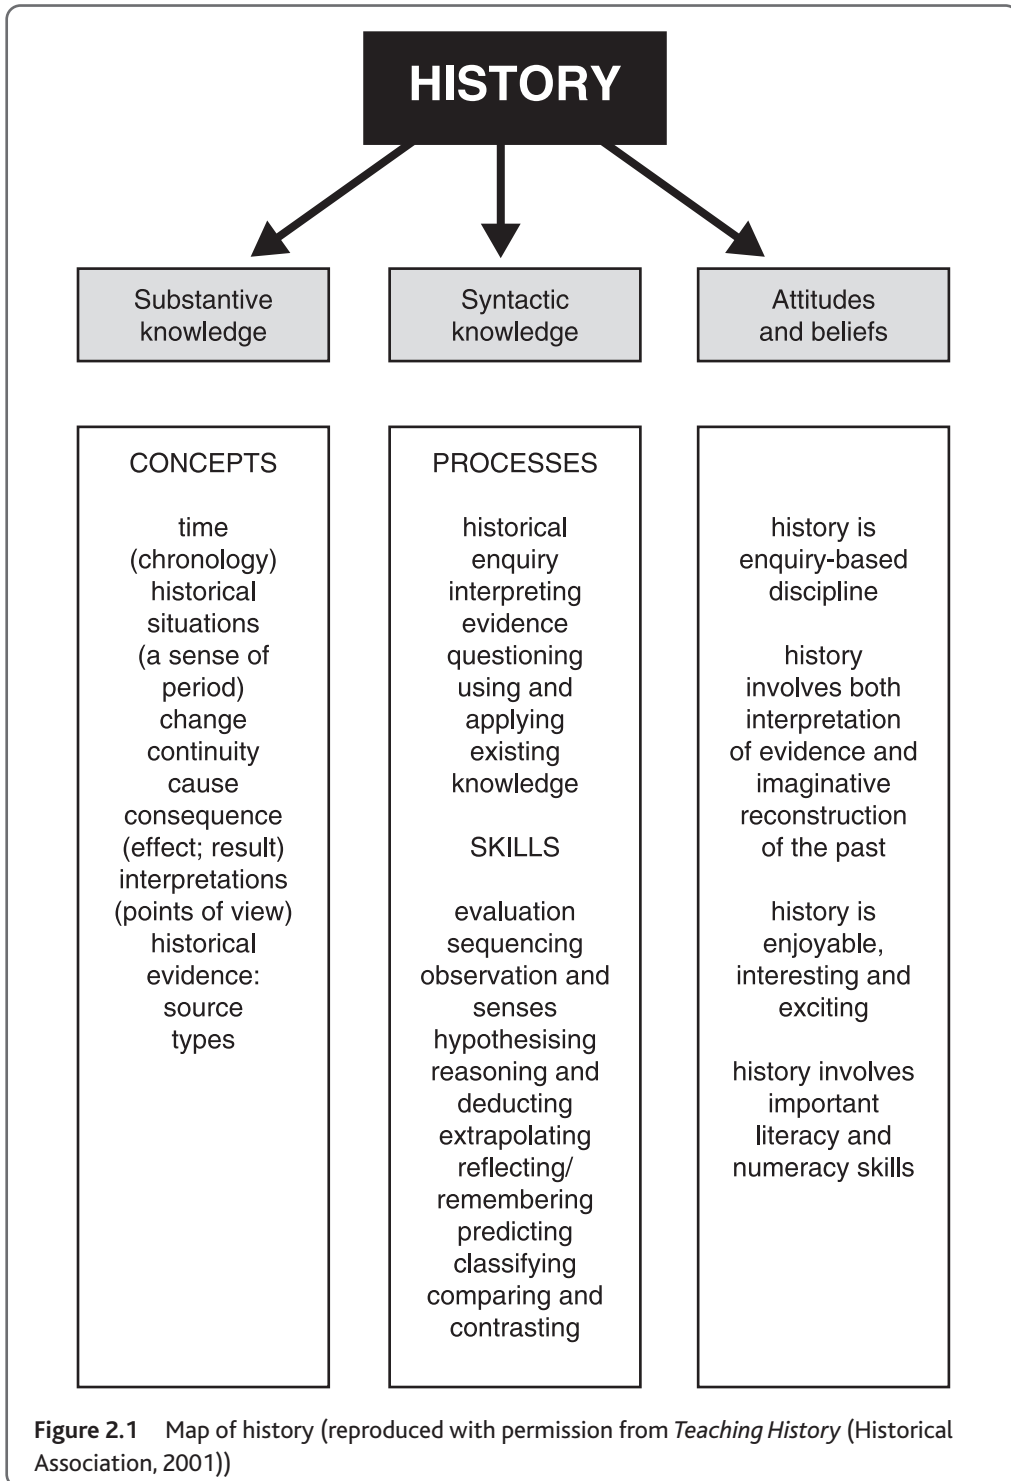 HISTORY
Substantive
knowledge
Syntactic
knowledge
Attitudes
and beliefs
CONCEPTS
time
(chronology)
historical
situations
(a sense of
period)
change
continuity
cause
consequence
(effect; result)
interpretations
(points of view)
historical
evidence:
source
types
PROCESSES
historical
enquiry
interpreting
evidence
questioning
using and
applying
existing
knowledge
SKILLS
evaluation
sequencing
observation and
senses
hypothesising
reasoning and
deducting
extrapolating
reflecting/
remembering
predicting
classifying
comparing and
contrasting
history is
enquiry-based
discipline
history
involves both
interpretation
of evidence and
imaginative
reconstruction
of the past
history is
enjoyable,
interesting and
exciting
history involves
important
literacy and
numeracy skills
Figure 2.1 Map of history (reproduced with permission from Teaching History (Historical
Association, 2001))